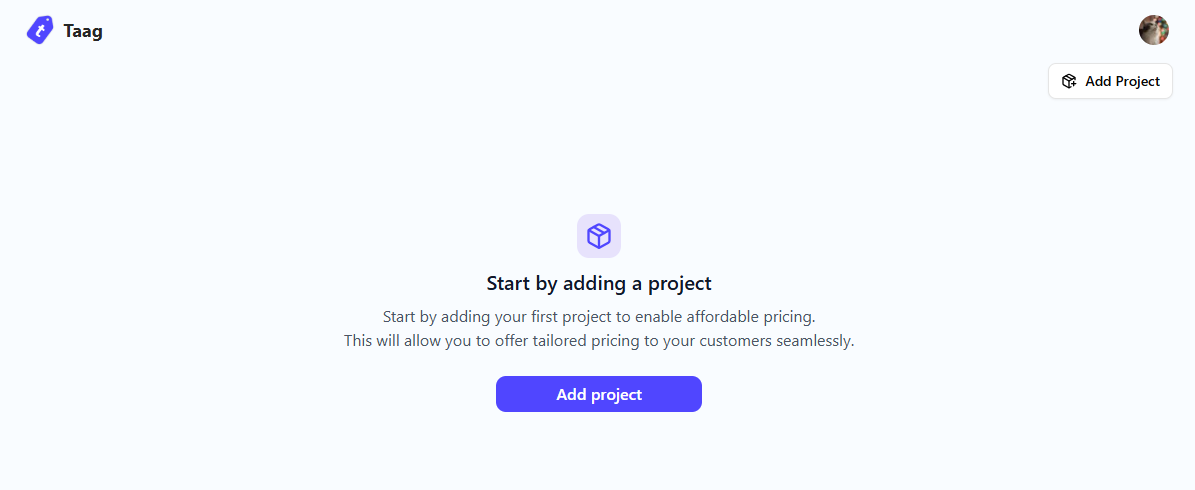 Taag
Add Project
Start by adding a project
Start by adding your first project to enable affordable pricing.
This will allow you to offer tailored pricing to your customers seamlessly.
Add project